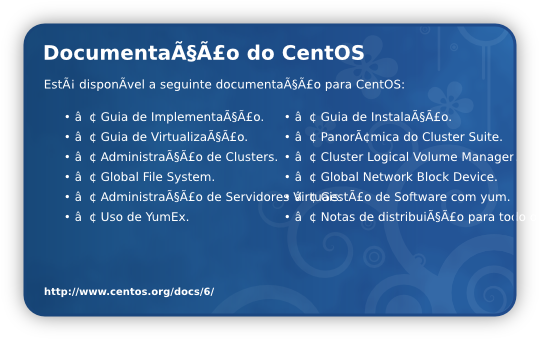 DocumentaÃ§Ã£o do CentOS
EstÃ¡ disponÃvel a seguinte documentaÃ§Ã£o para CentOS:
• â ¢ Guia de ImplementaÃ§Ã£o.
• â ¢ Guia de VirtualizaÃ§Ã£o.
• â ¢ AdministraÃ§Ã£o de Clusters.
• â ¢ Global File System.
• â ¢ AdministraÃ§Ã£o de Servidores Virtuais.
• â ¢ Uso de YumEx.
• â ¢ Guia de InstalaÃ§Ã£o.
• â ¢ PanorÃ¢mica do Cluster Suite.
• â ¢ Cluster Logical Volume Manager
• â ¢ Global Network Block Device.
• â ¢ GestÃ£o de Software com yum.
• â ¢ Notas de distribuiÃ§Ã£o para todo
http://www.centos.org/docs/6/